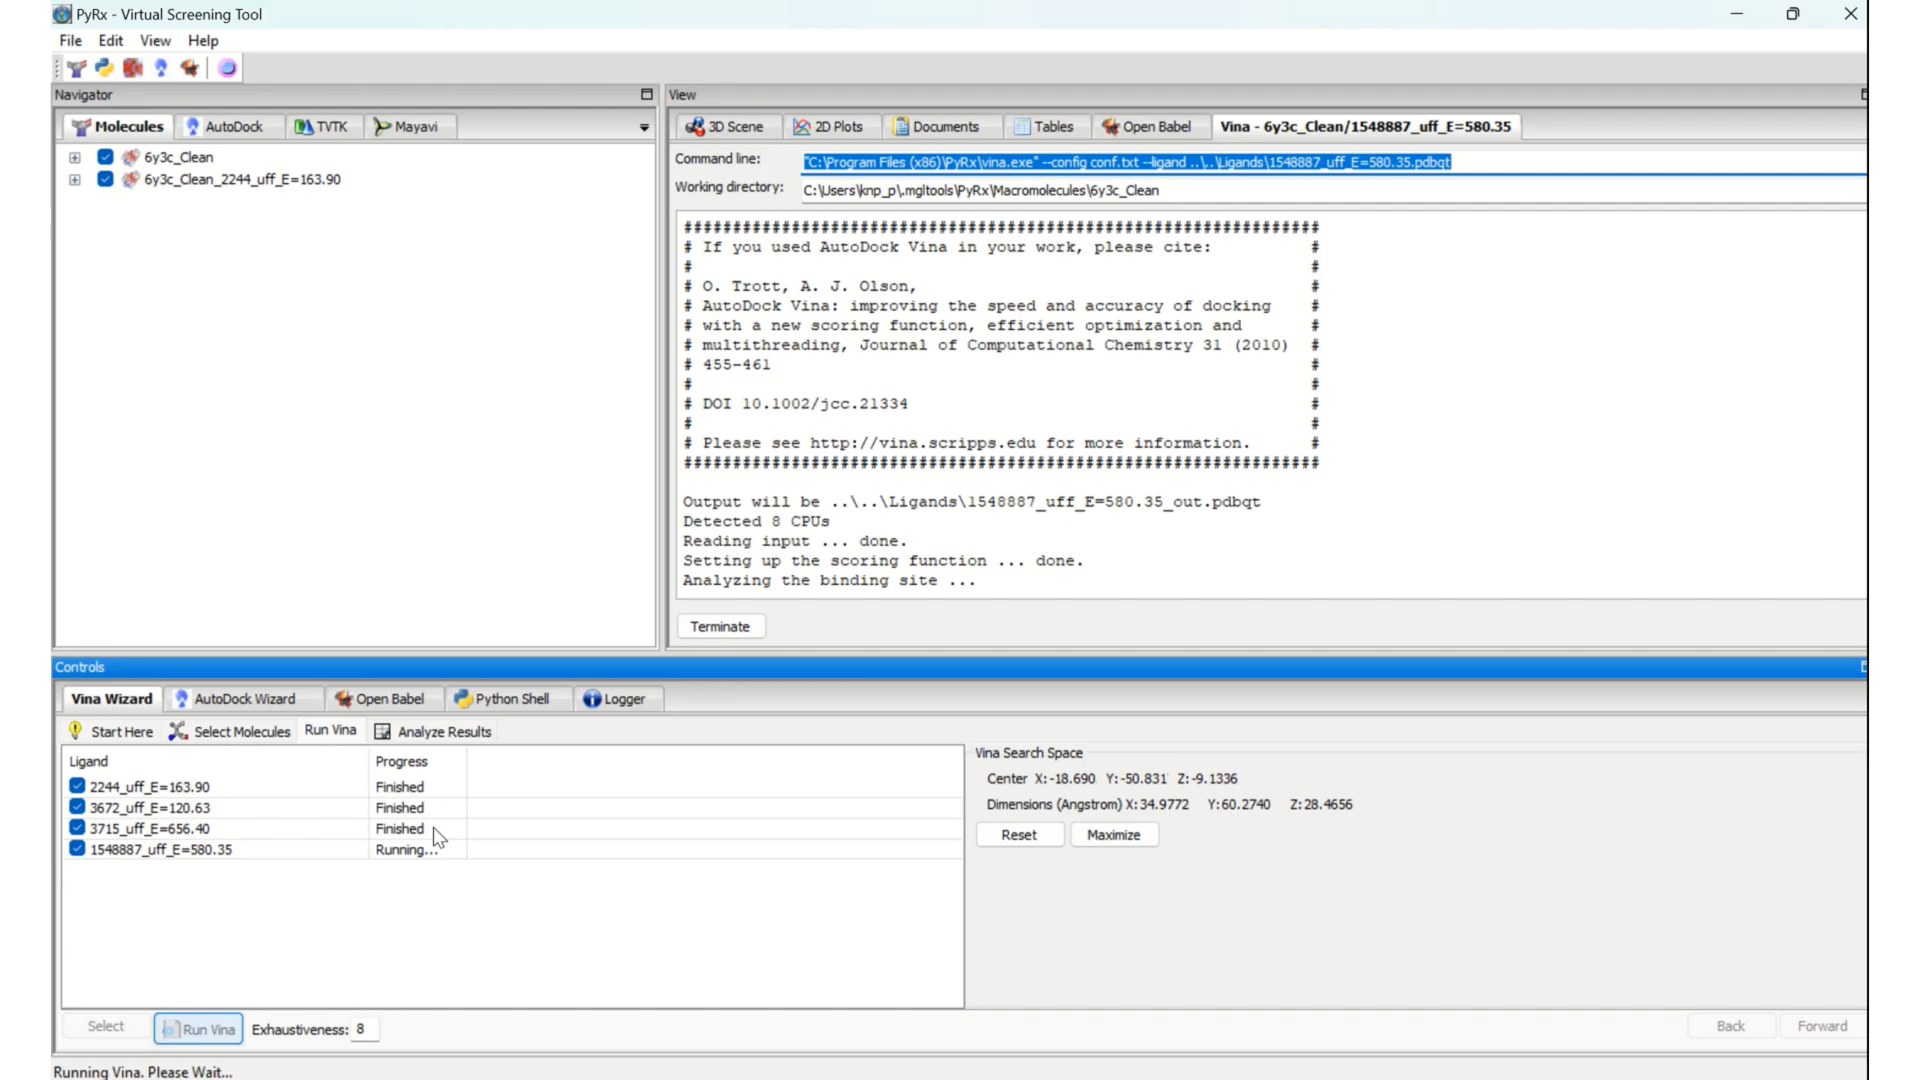 PyRx - Virtual Screening Tool
File Edit View Help
Navigator
Molecules AutoDock TVTK Mayavi
6y3c_Clean
6y3c_Clean_2244_uff_E=163.90
View
3D Scene 2D Plots Documents Tables Open Babel Vina - 6y3c_Clean/1548887_uff_E=580.35
Command line: "C:\Program Files (x86)\PyRx\vina.exe" --config conf.txt --ligand ..\..\Ligands\1548887_uff_E=580.35.pdbqt
Working directory: C:\Users\knp_p\.mgltools\PyRx\Macromolecules\6y3c_Clean
#################################################################
# If you used AutoDock Vina in your work, please cite: #
# #
# O. Trott, A. J. Olson, #
# AutoDock Vina: improving the speed and accuracy of docking #
# with a new scoring function, efficient optimization and #
# multithreading, Journal of Computational Chemistry 31 (2010) #
# 455-461 #
# #
# DOI 10.1002/jcc.21334 #
# #
# Please see http://vina.scripps.edu for more information. #
#################################################################
Output will be ..\..\Ligands\1548887_uff_E=580.35_out.pdbqt
Detected 8 CPUs
Reading input ... done.
Setting up the scoring function ... done.
Analyzing the binding site ...
Terminate
Controls
Vina Wizard AutoDock Wizard Open Babel Python Shell Logger
Start Here Select Molecules Run Vina Analyze Results
Ligand Progress
2244_uff_E=163.90 Finished
3672_uff_E=120.63 Finished
3715_uff_E=656.40 Finished
1548887_uff_E=580.35 Running...
Vina Search Space
Center X:-18.690 Y:-50.831 Z:-9.1336
Dimensions (Angstrom) X:34.9772 Y:60.2740 Z:28.4656
Reset Maximize
Select Run Vina Exhaustiveness: 8 Back Forward
Running Vina. Please Wait...